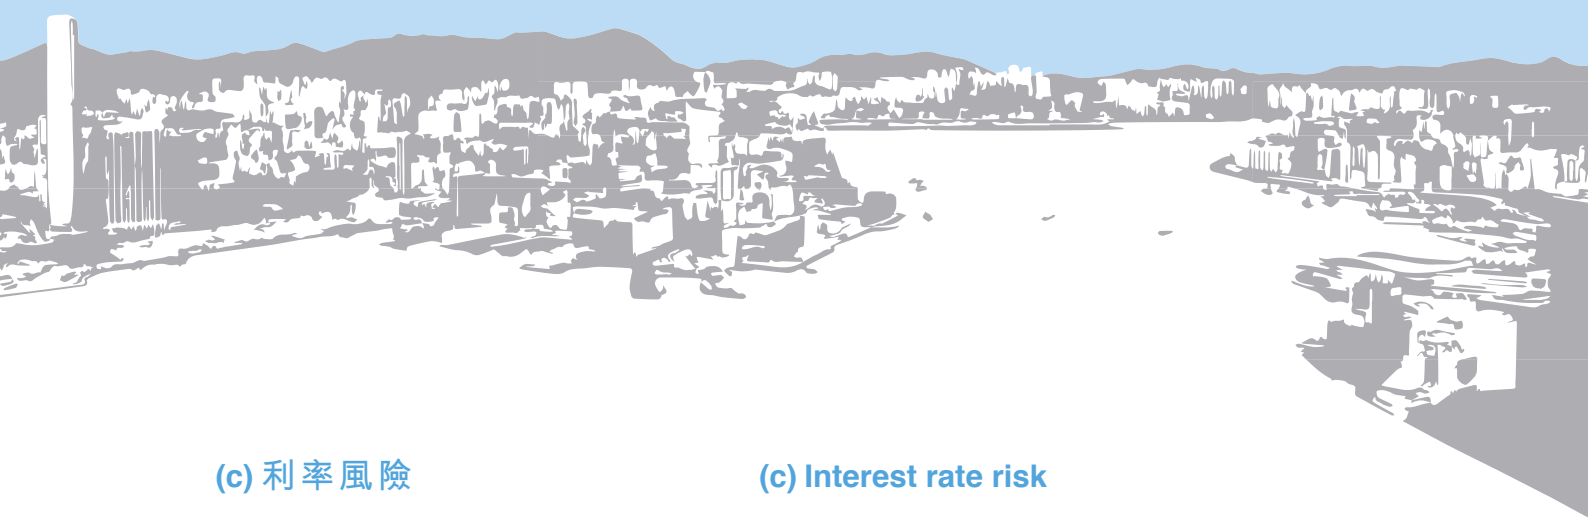 (c) 利率風險
(c) Interest rate risk